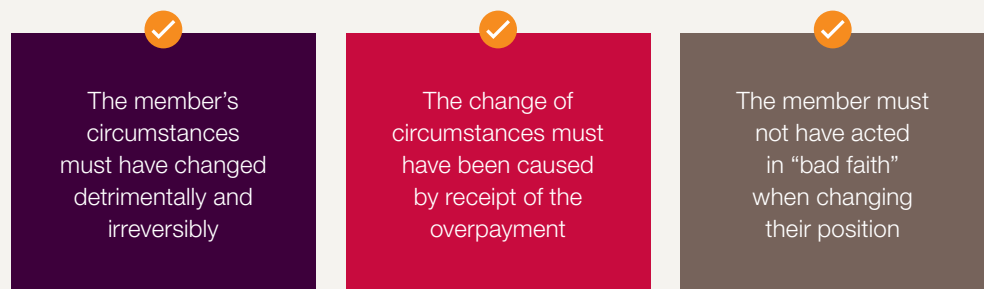 The member’s
circumstances
must have changed
detrimentally and
irreversibly
The change of
circumstances must
have been caused
by receipt of the
overpayment
The member must
not have acted
in “bad faith”
when changing
their position